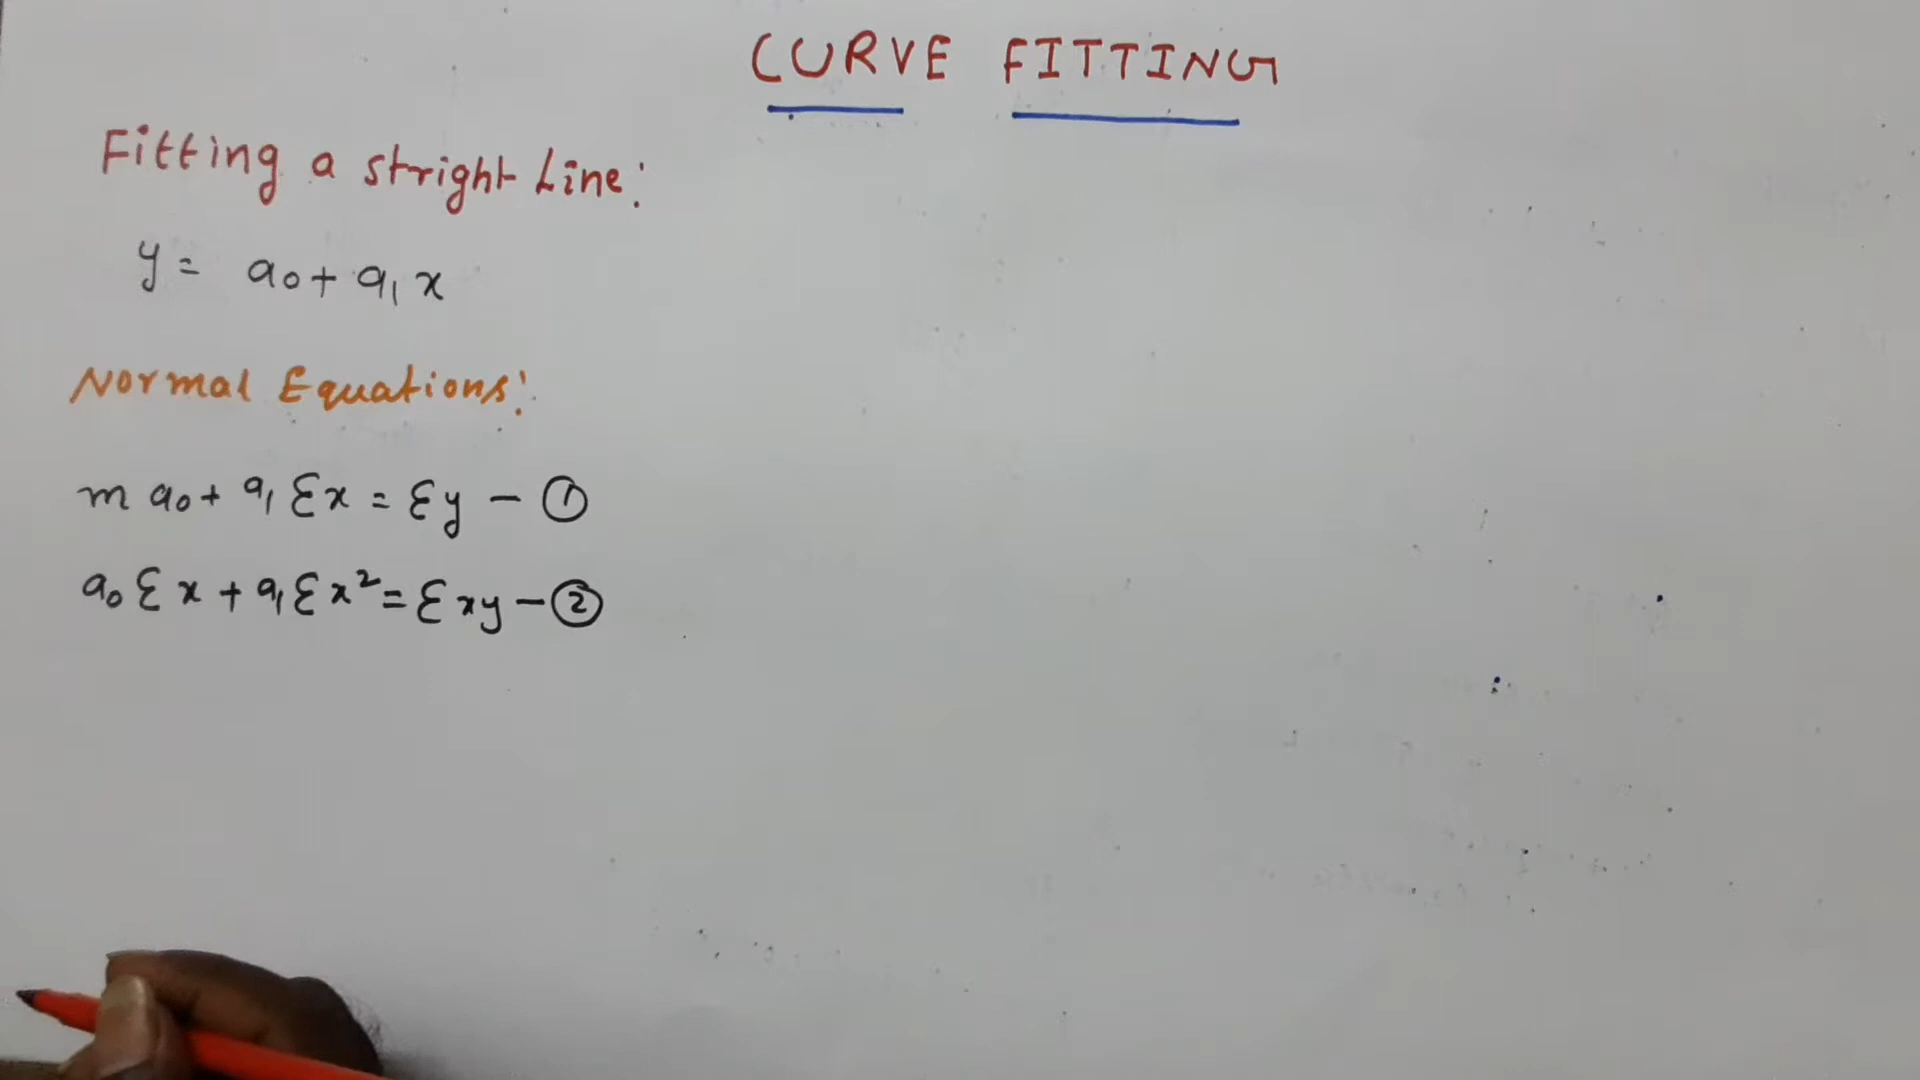 CURVE FITTING
Fitting a stright Line:
y = a0 + a1 x
Normal Equations:
m a0 + a1 Σx = Σy - ①
a0 Σx + a1 Σx² = Σxy - ②